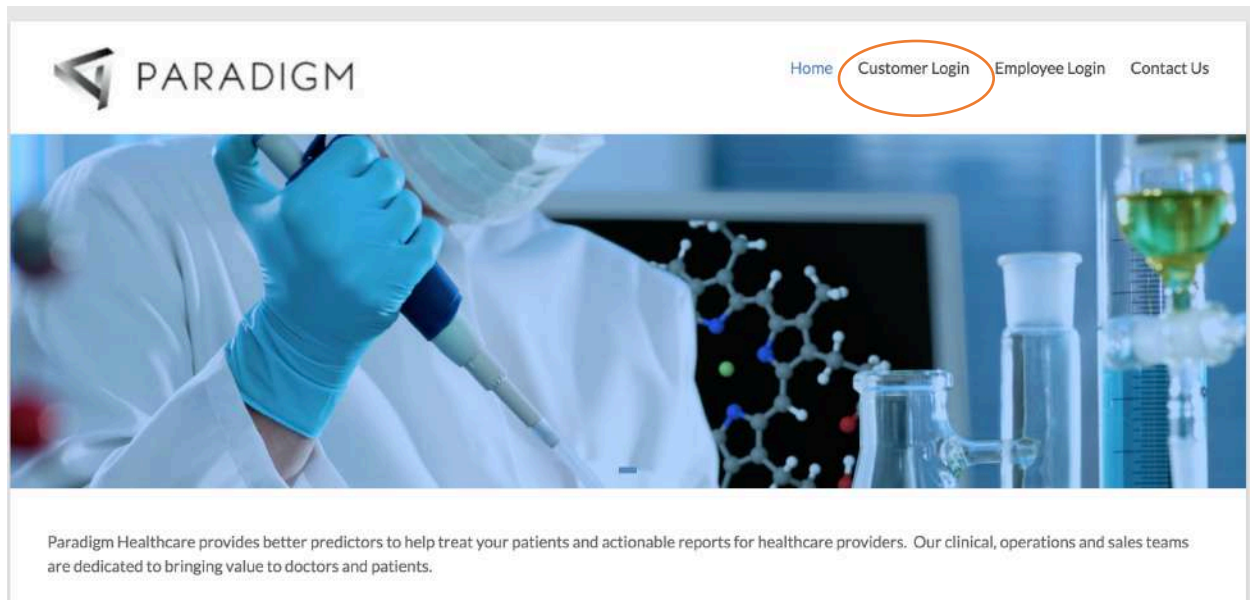 PARADIGM
Home Customer Login Employee Login Contact Us
Paradigm Healthcare provides better predictors to help treat your patients and actionable reports for healthcare providers. Our clinical, operations and sales teams
are dedicated to bringing value to doctors and patients.